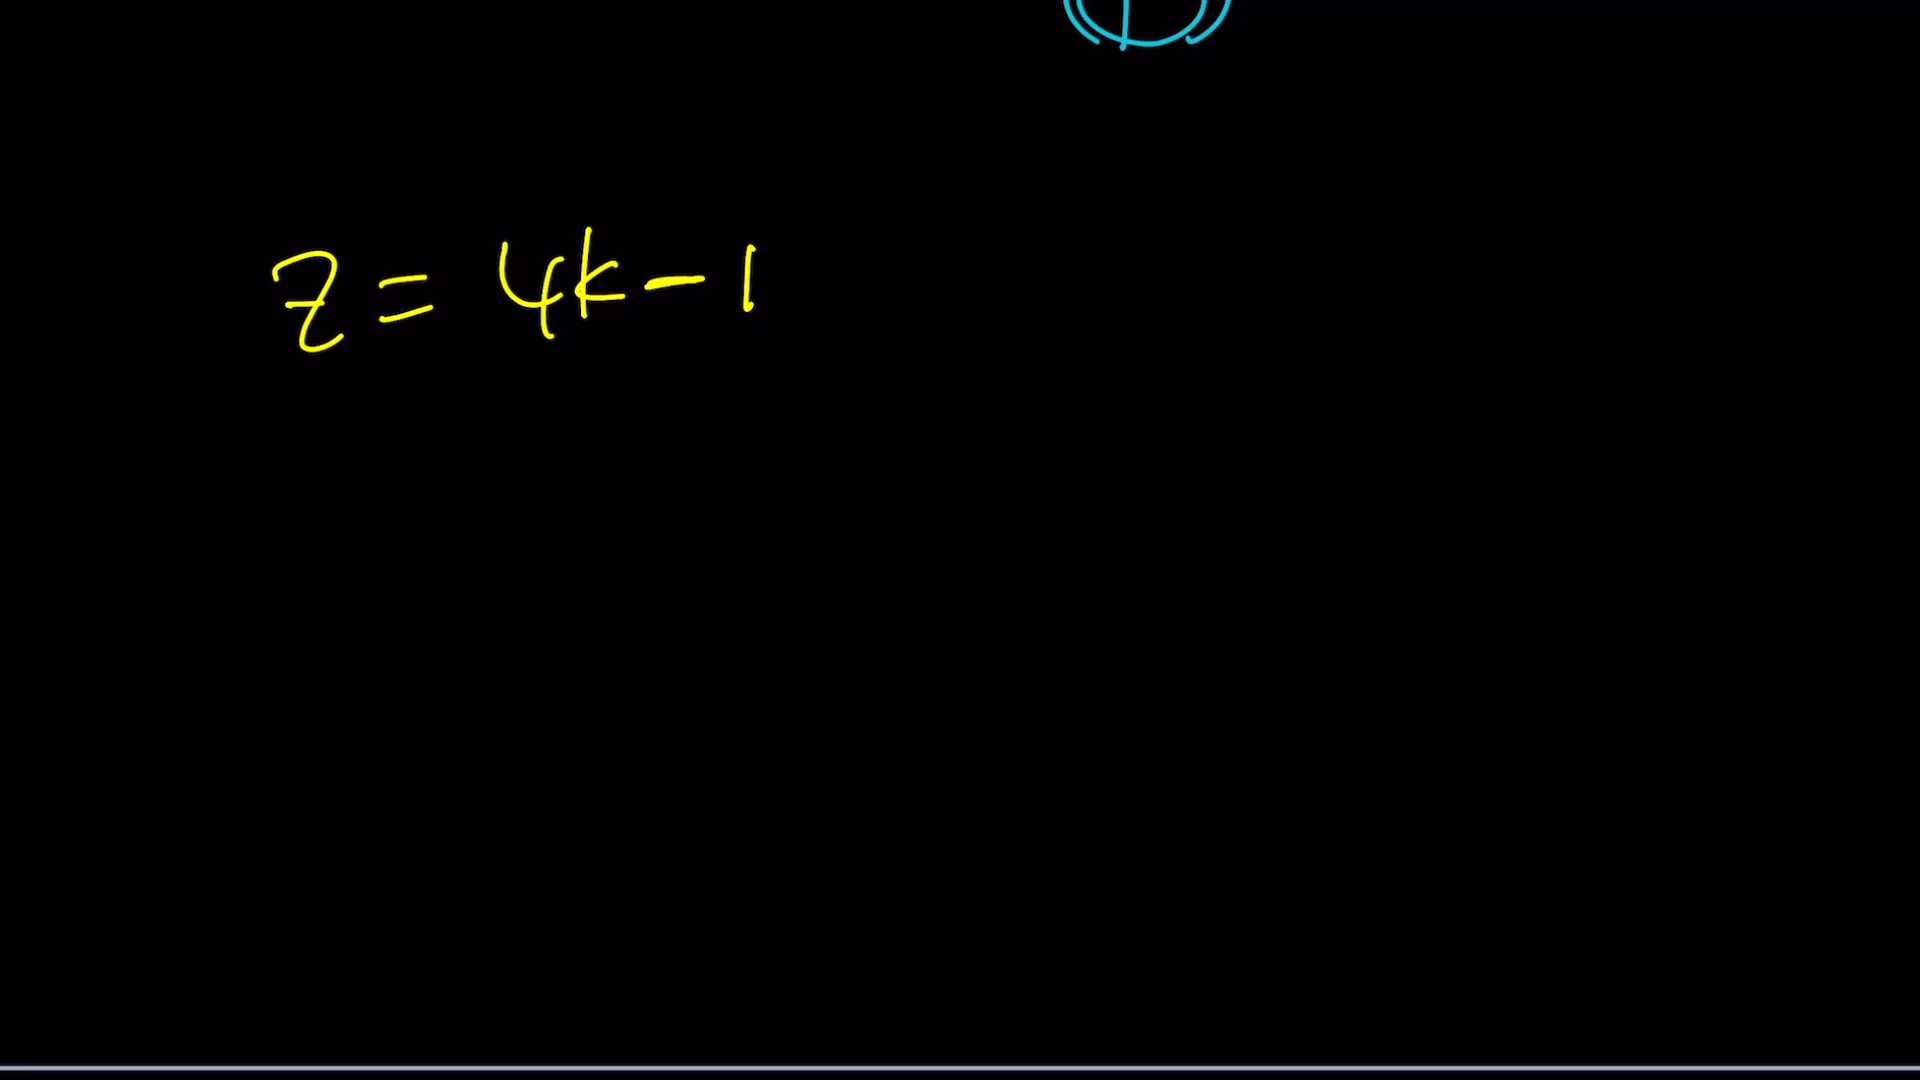 z = 4k - 1